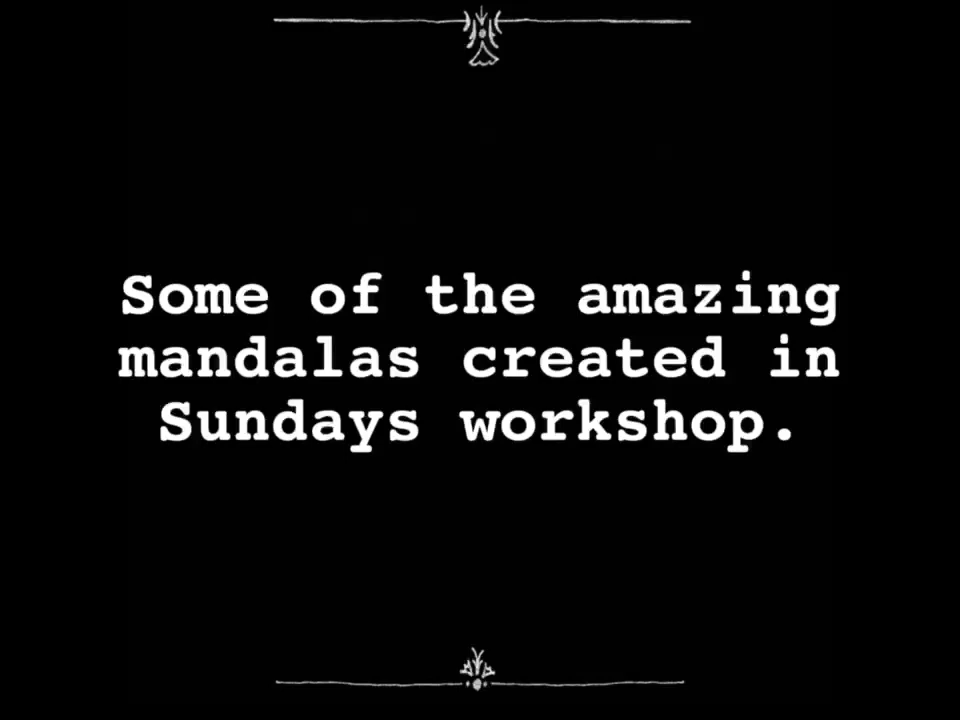 Some of the amazing
mandalas created in
Sundays workshop.